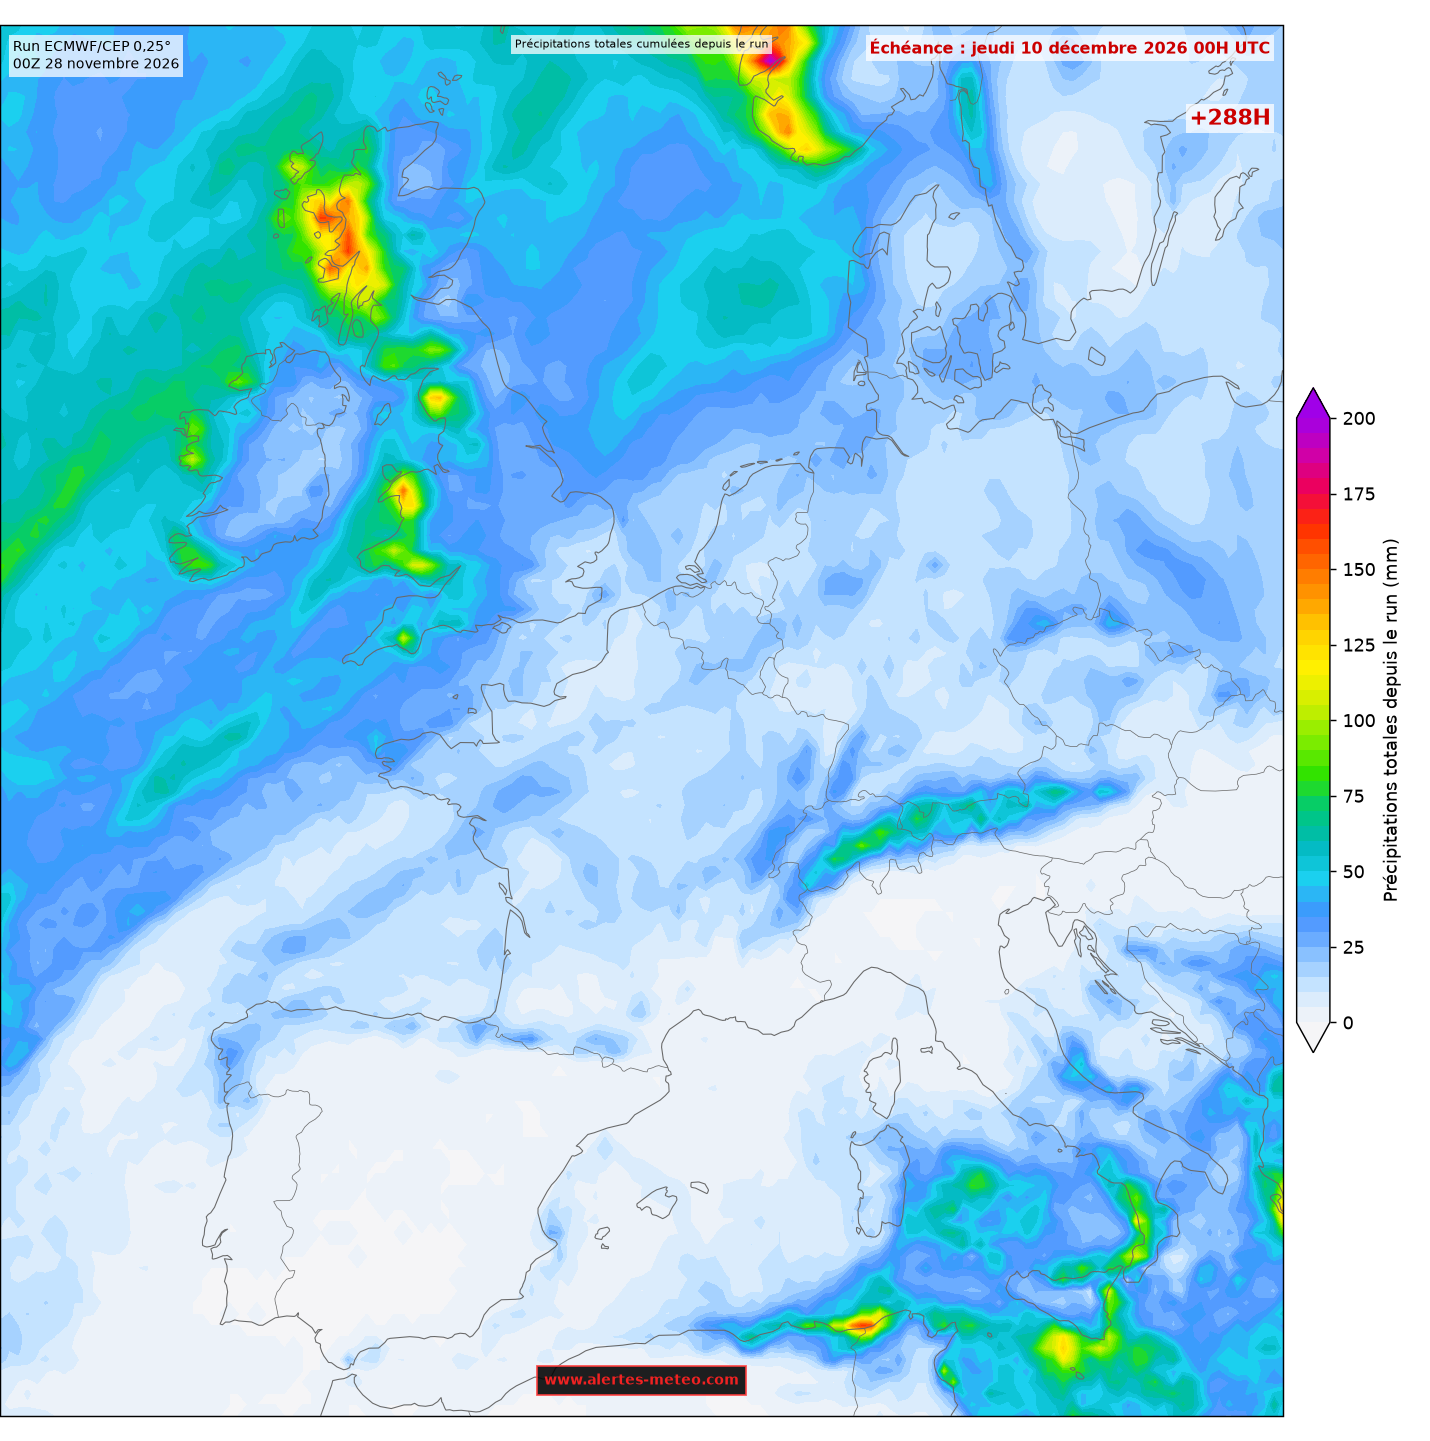 Run ECMWF/CEP 0,25°
00Z 28 novembre 2026
Précipitations totales cumulées depuis le run
Échéance : jeudi 10 décembre 2026 00H UTC
+288H
200
175
150
125
100
75
50
25
0
Précipitations totales depuis le run (mm)
www.alertes-meteo.com